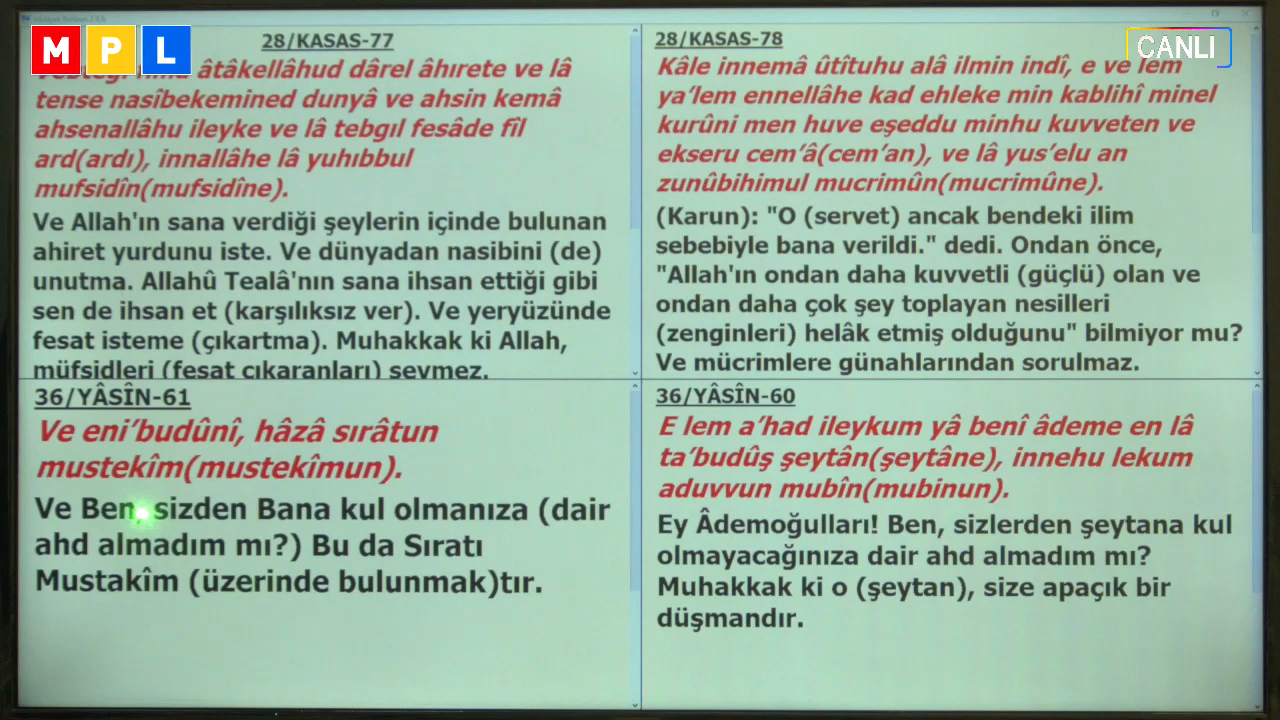 MPL
CANLI
28/KASAS-77
âtâkellâhud dârel âhrete ve lâ
tense nasîbekemined dunyâ ve ahsin kemâ
ahsenallâhu ileyke ve lâ tebgıl fesâde fîl
ard(ardı), innallâhe lâ yuhıbbul
mufsidîn(mufsidîne).
Ve Allah'ın sana verdiği şeylerin içinde bulunan
ahiret yurdunu iste. Ve dünyadan nasibini (de)
unutma. Allahû Tealâ'nın sana ihsan ettiği gibi
sen de ihsan et (karşılıksız ver). Ve yeryüzünde
fesat isteme (çıkartma). Muhakkak ki Allah,
müfsidleri (fesat çıkaranları) sevmez.
28/KASAS-78
Kâle innemâ ûtîtuhu alâ ilmin indî, e ve lem
ya’lem ennellâhe kad ehleke min kablihî minel
kurûni men huve eşeddu minhu kuvveten ve
ekseru cem’â(cem’an), ve lâ yus’elu an
zunûbihimul mucrimûn(mucrimûne).
(Karun): "O (servet) ancak bendeki ilim
sebebiyle bana verildi." dedi. Ondan önce,
"Allah'ın ondan daha kuvvetli (güçlü) olan ve
ondan daha çok şey toplayan nesilleri
(zenginleri) helâk etmiş olduğunu" bilmiyor mu?
Ve mücrimlere günahlarından sorulmaz.
36/YÂSÎN-61
Ve eni’budûnî, hâzâ sırâtun
mustekîm(mustekîmun).
Ve Ben, sizden Bana kul olmanıza (dair
ahd almadım mı?) Bu da Sıratı
Mustakîm (üzerinde bulunmak)tır.
36/YÂSÎN-60
E lem a’had ileykum yâ benî âdeme en lâ
ta’budûş şeytân(şeytâne), innehu lekum
aduvvun mubîn(mubinun).
Ey Âdemoğulları! Ben, sizlerden şeytana kul
olmayacağınıza dair ahd almadım mı?
Muhakkak ki o (şeytan), size apaçık bir
düşmandır.